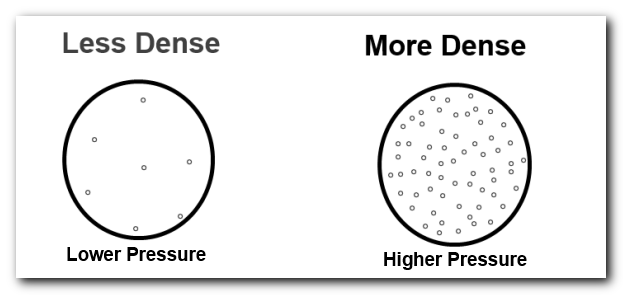 Less Dense
More Dense
Lower Pressure
Higher Pressure